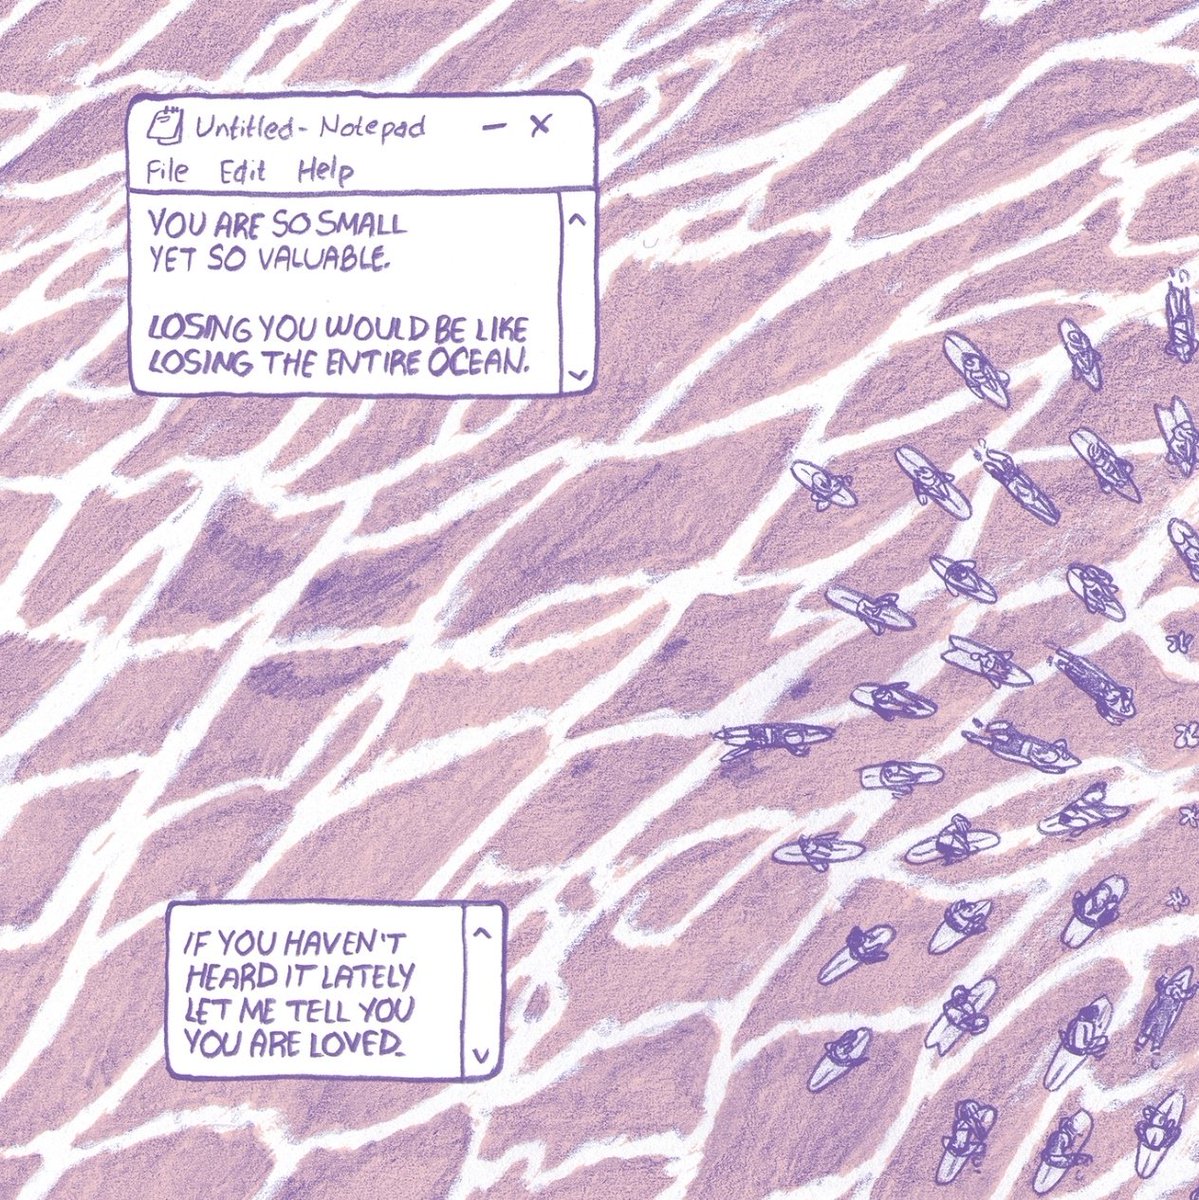 Untitled- Notepad
File Edit Help
YOU ARE SO SMALL
YET SO VALUABLE.
LOSING YOU WOULD BE LIKE
LOSING THE ENTIRE OCEAN.
IF YOU HAVEN'T
HEARD IT LATELY
LET ME TELL YOU
YOU ARE LOVED_